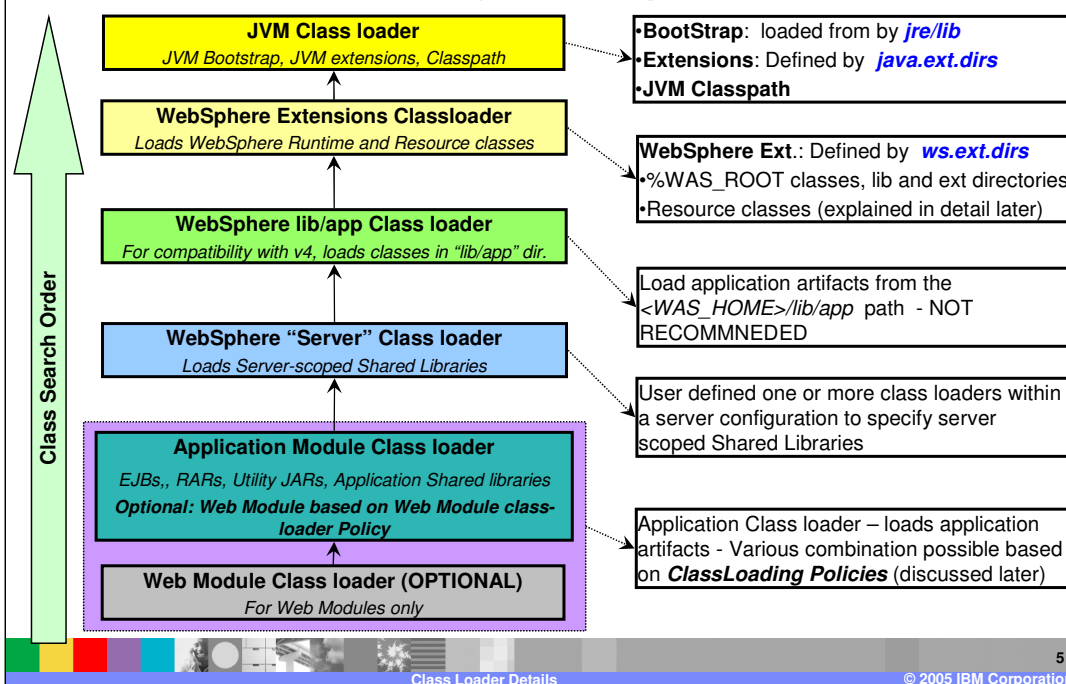 JVM Class loader
JVM Bootstrap, JVM extensions, Classpath
WebSphere Extensions Classloader
Loads WebSphere Runtime and Resource classes
WebSphere lib/app Class loader
For compatibility with v4, loads classes in “lib/app” dir.
WebSphere “Server” Class loader
Loads Server-scoped Shared Libraries
Application Module Class loader
EJBs,, RARs, Utility JARs, Application Shared libraries
Optional: Web Module based on Web Module class-
loader Policy
Web Module Class loader (OPTIONAL)
For Web Modules only
Class Search Order
•BootStrap: loaded from by jre/lib
•Extensions: Defined by java.ext.dirs
•JVM Classpath
WebSphere Ext.: Defined by ws.ext.dirs
•%WAS_ROOT classes, lib and ext directories
•Resource classes (explained in detail later)
Load application artifacts from the
<WAS_HOME>/lib/app path - NOT
RECOMMNEDED
User defined one or more class loaders within
a server configuration to specify server
scoped Shared Libraries
Application Class loader – loads application
artifacts - Various combination possible based
on ClassLoading Policies (discussed later)
5
Class Loader Details
© 2005 IBM Corporation